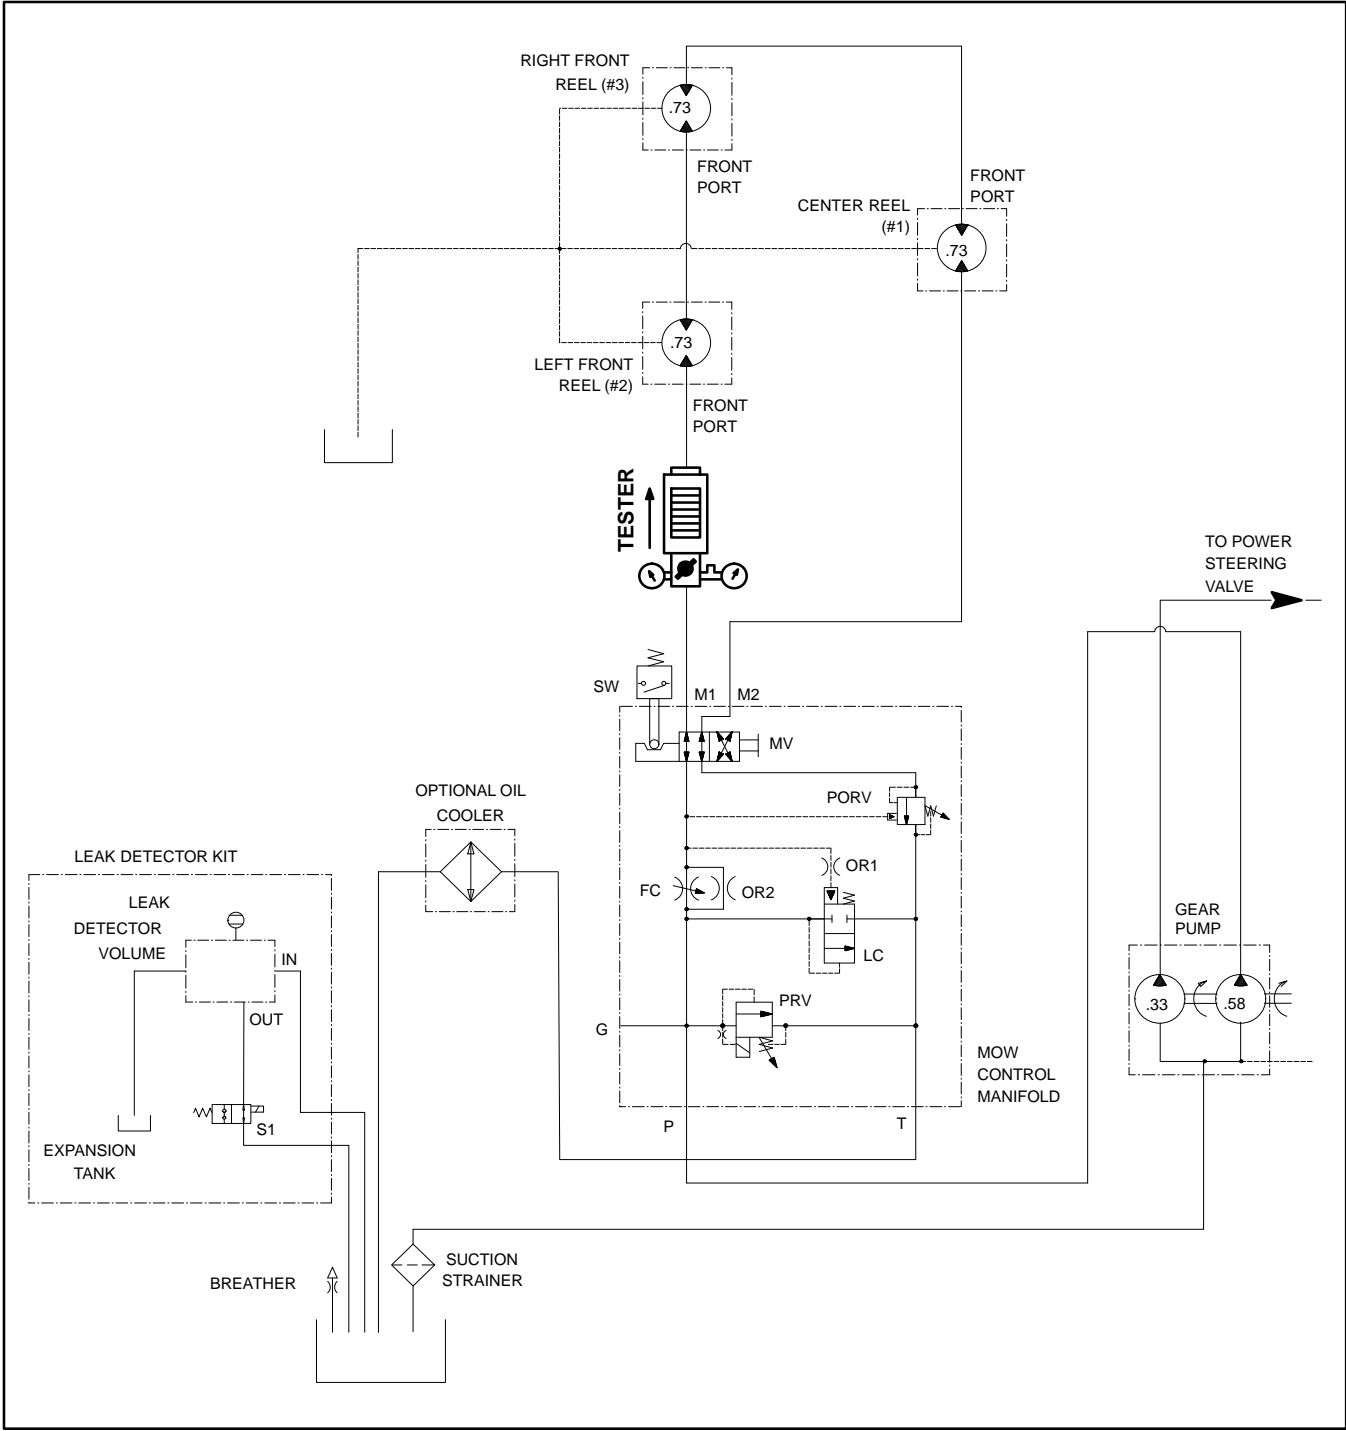 RIGHT FRONT
REEL (#3)
.73
FRONT
PORT
FRONT
PORT
CENTER REEL
(#1)
.73
.73
LEFT FRONT
REEL (#2)
FRONT
PORT
TESTER
TO POWER
STEERING
VALVE
SW
M1
M2
MV
OPTIONAL OIL
COOLER
PORV
LEAK DETECTOR KIT
OR1
FC
OR2
LEAK
DETECTOR
VOLUME
IN
OUT
LC
GEAR
PUMP
.33
.58
PRV
G
MOW
CONTROL
MANIFOLD
P
T
S1
EXPANSION
TANK
SUCTION
STRAINER
BREATHER